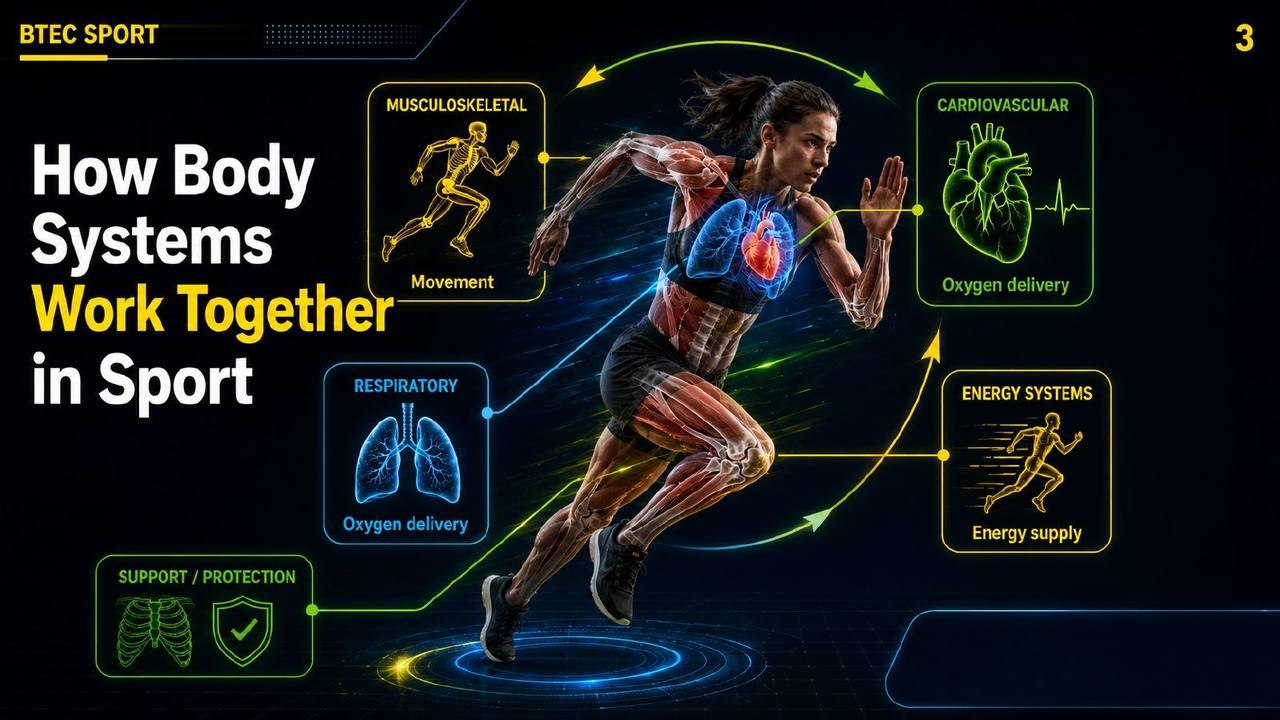 BTEC SPORT
3
How Body
Systems
Work Together
in Sport
MUSCULOSKELETAL
Movement
CARDIOVASCULAR
Oxygen delivery
RESPIRATORY
Oxygen delivery
ENERGY SYSTEMS
Energy supply
SUPPORT / PROTECTION